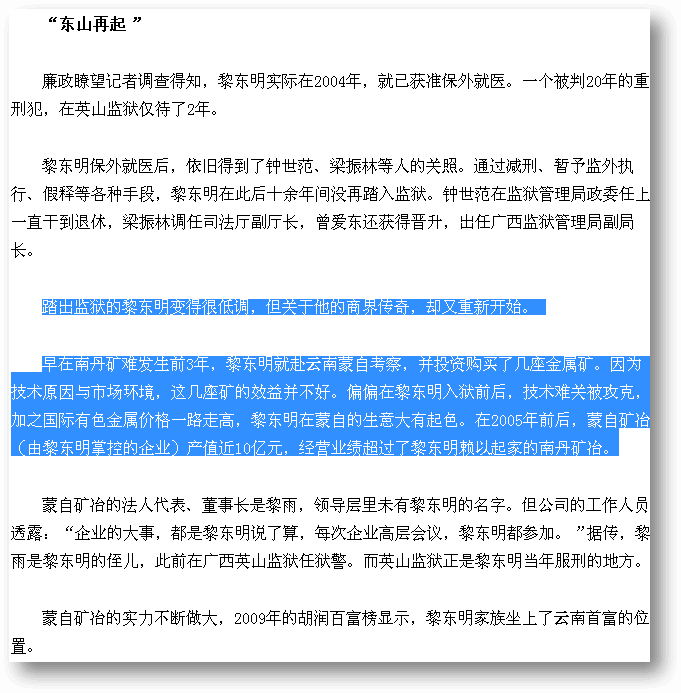 “东山再起 ”
廉政瞭望记者调查得知，黎东明实际在2004年，就已获准保外就医。一个被判20年的重
刑犯，在英山监狱仅待了2年。
黎东明保外就医后，依旧得到了钟世范、梁振林等人的关照。通过减刑、暂予监外执
行、假释等各种手段，黎东明在此后十余年间没再踏入监狱。钟世范在监狱管理局政委任上
一直干到退休，梁振林调任司法厅副厅长，曾爱东还获得晋升，出任广西监狱管理局副局
长。
踏出监狱的黎东明变得很低调，但关于他的商界传奇，却又重新开始。
早在南丹矿难发生前3年，黎东明就赴云南蒙自考察，并投资购买了几座金属矿。因为
技术原因与市场环境，这几座矿的效益并不好。偏偏在黎东明入狱前后，技术难关被攻克，
加之国际有色金属价格一路走高，黎东明在蒙自的生意大有起色。在2005年前后，蒙自矿冶
（由黎东明掌控的企业）产值近10亿元，经营业绩超过了黎东明赖以起家的南丹矿冶。
蒙自矿冶的法人代表、董事长是黎雨，领导层里未有黎东明的名字。但公司的工作人员
透露：“企业的大事，都是黎东明说了算，每次企业高层会议，黎东明都参加。”据传，黎
雨是黎东明的侄儿，此前在广西英山监狱任狱警。而英山监狱正是黎东明当年服刑的地方。
蒙自矿冶的实力不断做大，2009年的胡润百富榜显示，黎东明家族坐上了云南首富的位
置。